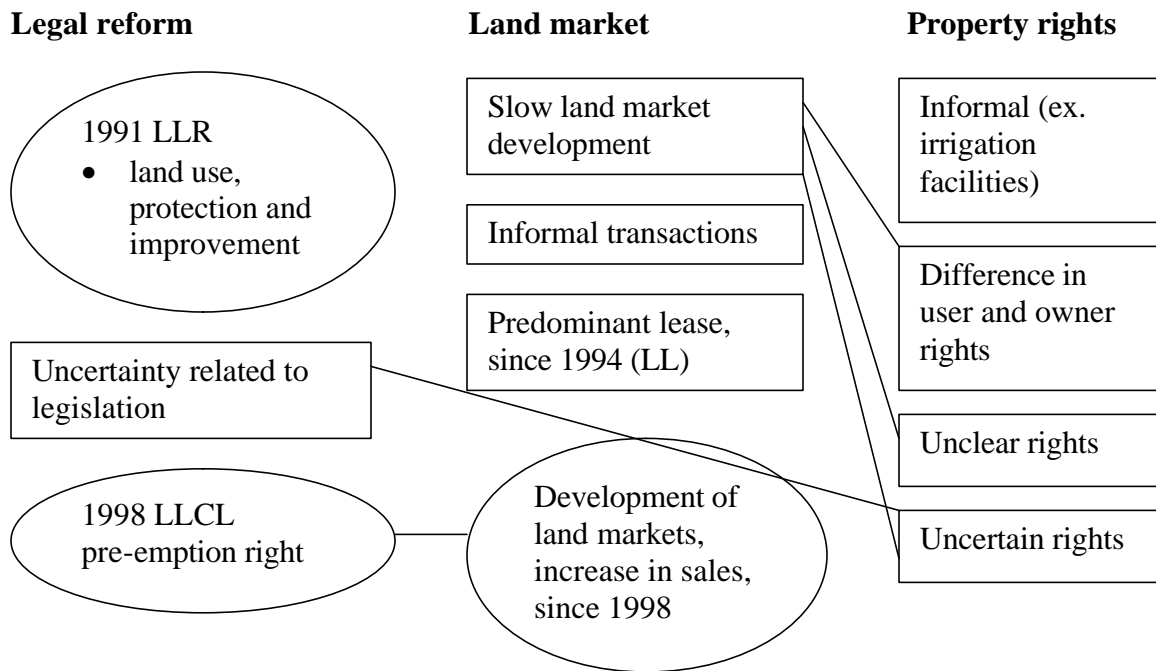 Legal reform
Land market
Property rights
1991 LLR
• land use,
protection and
improvement
Uncertainty related to
legislation
1998 LLCL
pre-emption right
Slow land market
development
Informal transactions
Predominant lease,
since 1994 (LL)
Development of
land markets,
increase in sales,
since 1998
Informal (ex.
irrigation
facilities)
Difference in
user and owner
rights
Unclear rights
Uncertain rights